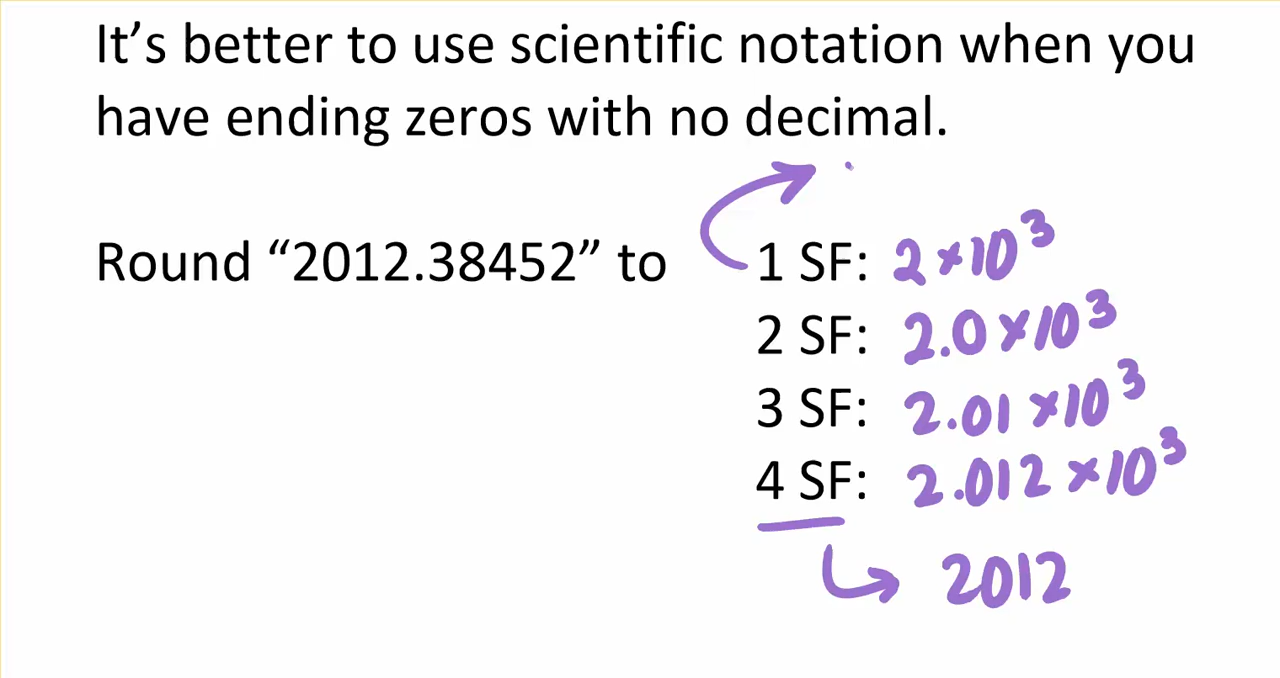 It’s better to use scientific notation when you
have ending zeros with no decimal.
Round “2012.38452” to 1 SF: 2 × 10³
2 SF: 2.0 × 10³
3 SF: 2.01 × 10³
4 SF: 2.012 × 10³
2012